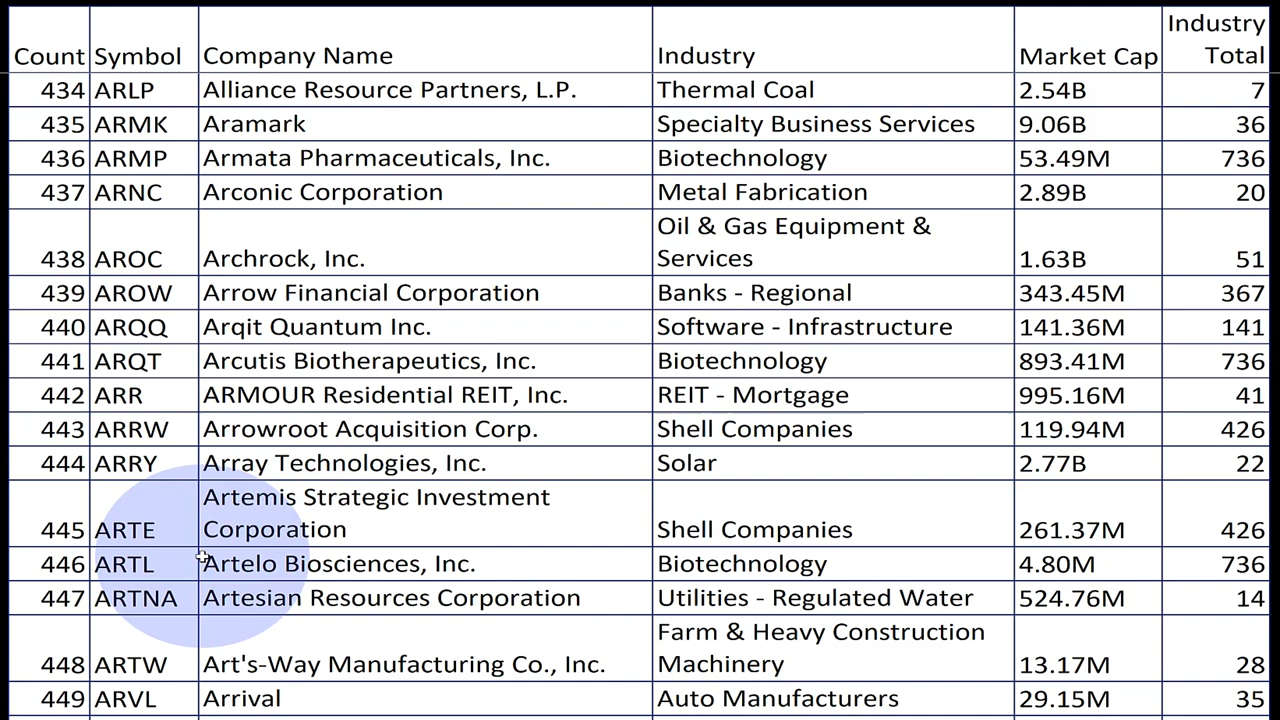 Count Symbol Company Name Industry Market Cap Industry Total
434 ARLP Alliance Resource Partners, L.P. Thermal Coal 2.54B 7
435 ARMK Aramark Specialty Business Services 9.06B 36
436 ARMP Armata Pharmaceuticals, Inc. Biotechnology 53.49M 736
437 ARNC Arconic Corporation Metal Fabrication 2.89B 20
438 AROC Archrock, Inc. Oil & Gas Equipment & Services 1.63B 51
439 AROW Arrow Financial Corporation Banks - Regional 343.45M 367
440 ARQQ Arqit Quantum Inc. Software - Infrastructure 141.36M 141
441 ARQT Arcutis Biotherapeutics, Inc. Biotechnology 893.41M 736
442 ARR ARMOUR Residential REIT, Inc. REIT - Mortgage 995.16M 41
443 ARRW Arrowroot Acquisition Corp. Shell Companies 119.94M 426
444 ARRY Array Technologies, Inc. Solar 2.77B 22
445 ARTE Artemis Strategic Investment Corporation Shell Companies 261.37M 426
446 ARTL Artelo Biosciences, Inc. Biotechnology 4.80M 736
447 ARTNA Artesian Resources Corporation Utilities - Regulated Water 524.76M 14
448 ARTW Art's-Way Manufacturing Co., Inc. Farm & Heavy Construction Machinery 13.17M 28
449 ARVL Arrival Auto Manufacturers 29.15M 35